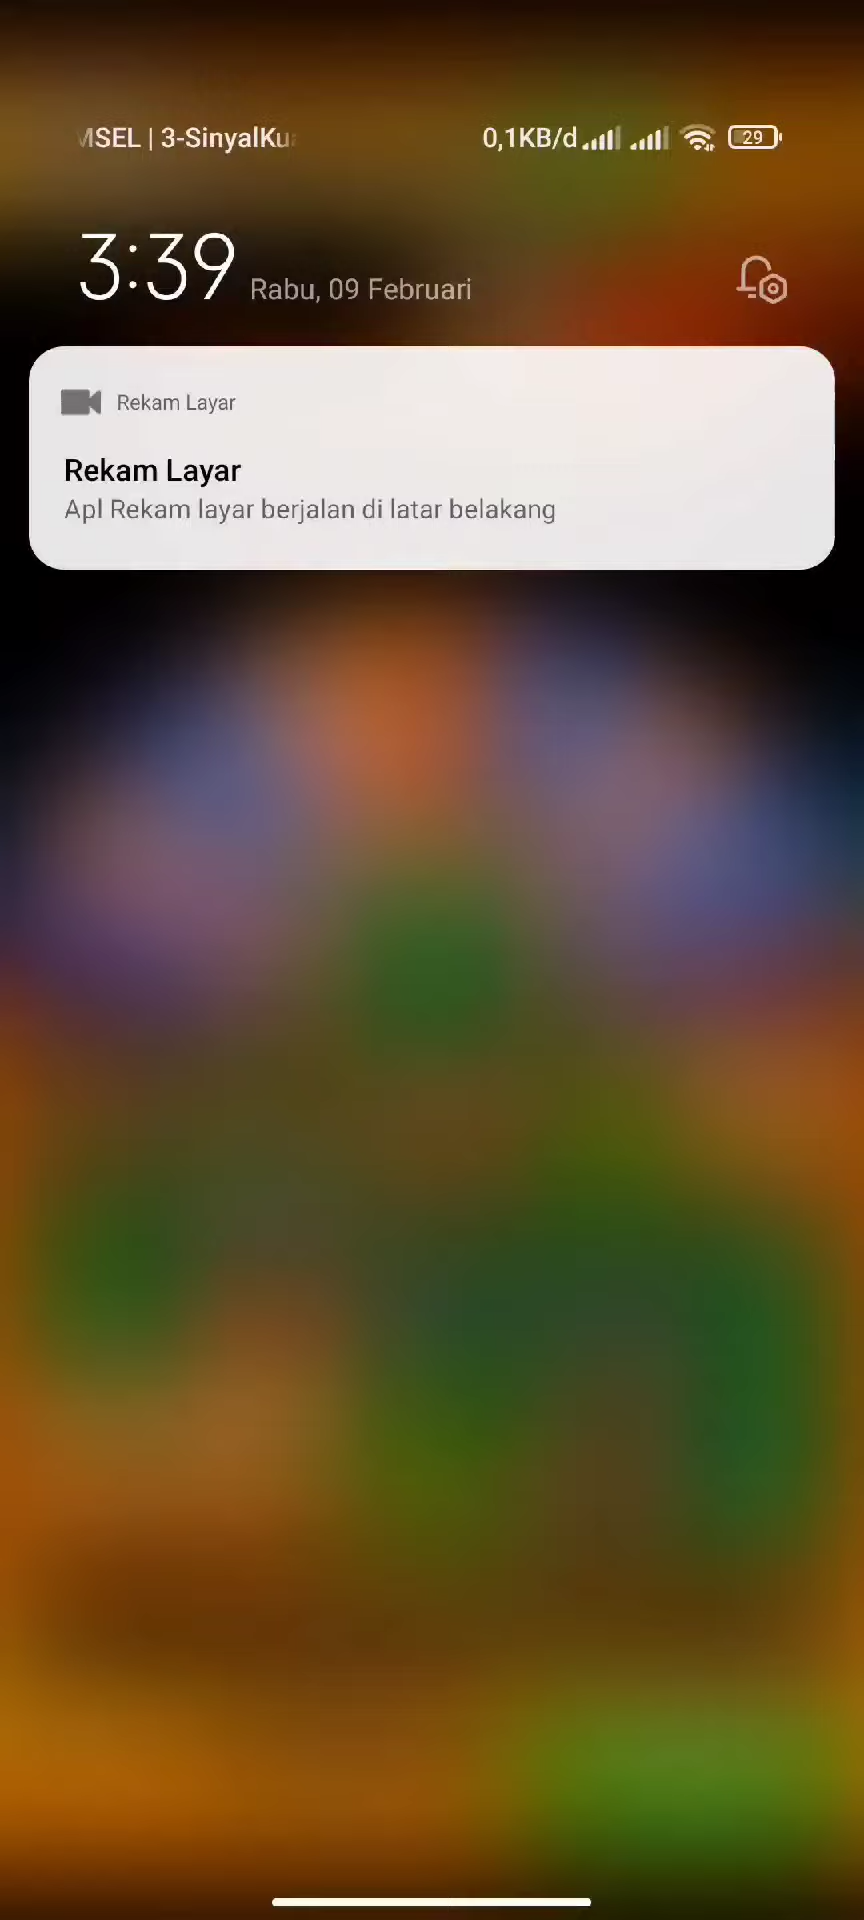 MSEL | 3-SinyalKu
0,1KB/d
29
3:39
Rabu, 09 Februari
Rekam Layar
Rekam Layar
Apl Rekam layar berjalan di latar belakang